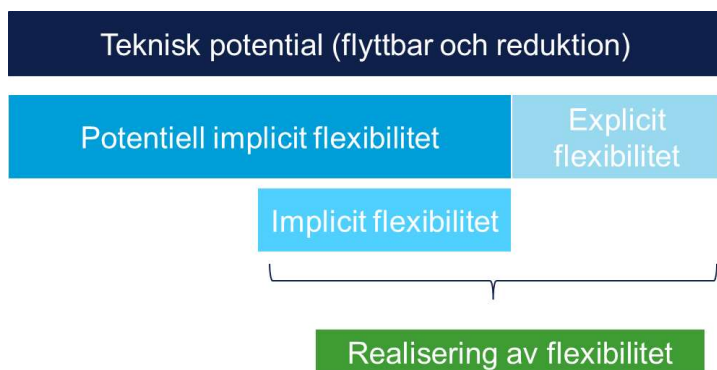 Teknisk potential (flyttbar och reduktion)
Potentiell implicit flexibilitet
Explicit
flexibilitet
Implicit flexibilitet
Realisering av flexibilitet